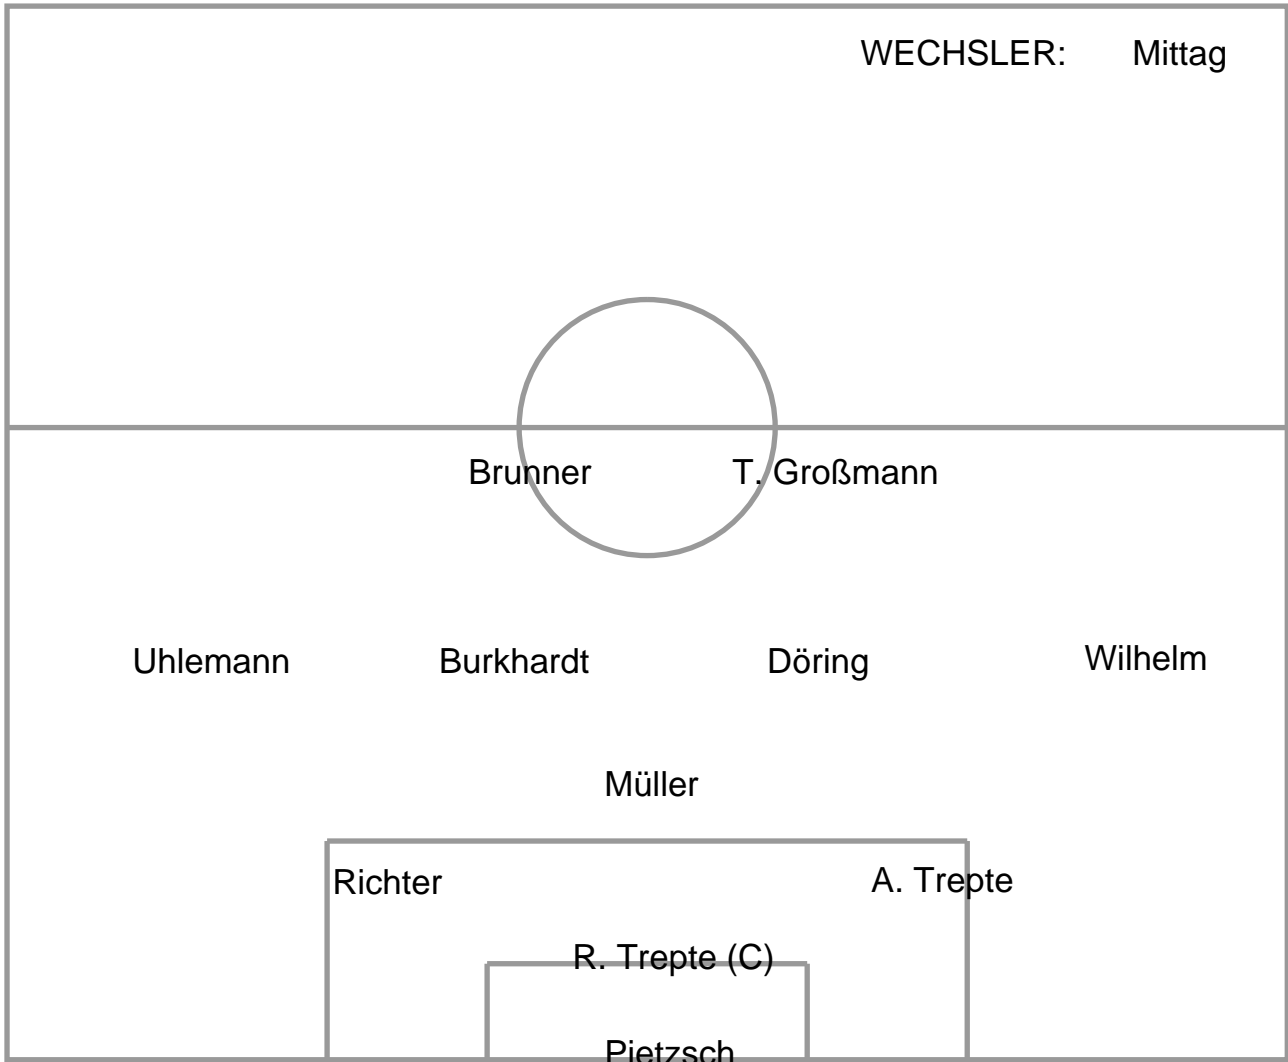 WECHSLER: Mittag
Brunner T. Großmann
Uhlemann Burkhardt Döring Wilhelm
Müller
Richter A. Trepte
R. Trepte (C)
Pietzsch